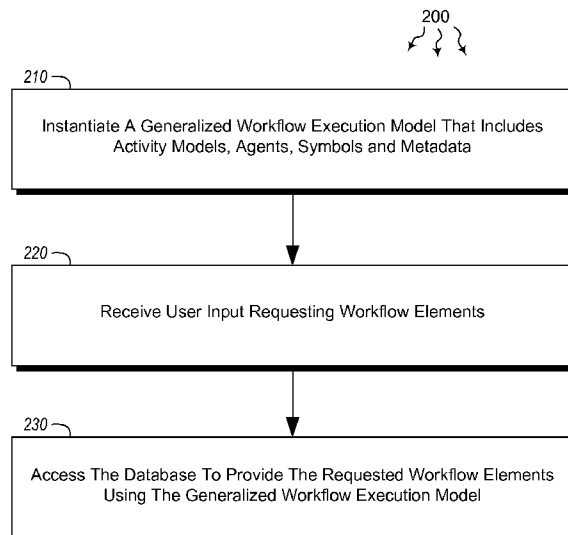 200
210
Instantiate A Generalized Workflow Execution Model That Includes
Activity Models, Agents, Symbols and Metadata
220
Receive User Input Requesting Workflow Elements
230
Access The Database To Provide The Requested Workflow Elements
Using The Generalized Workflow Execution Model